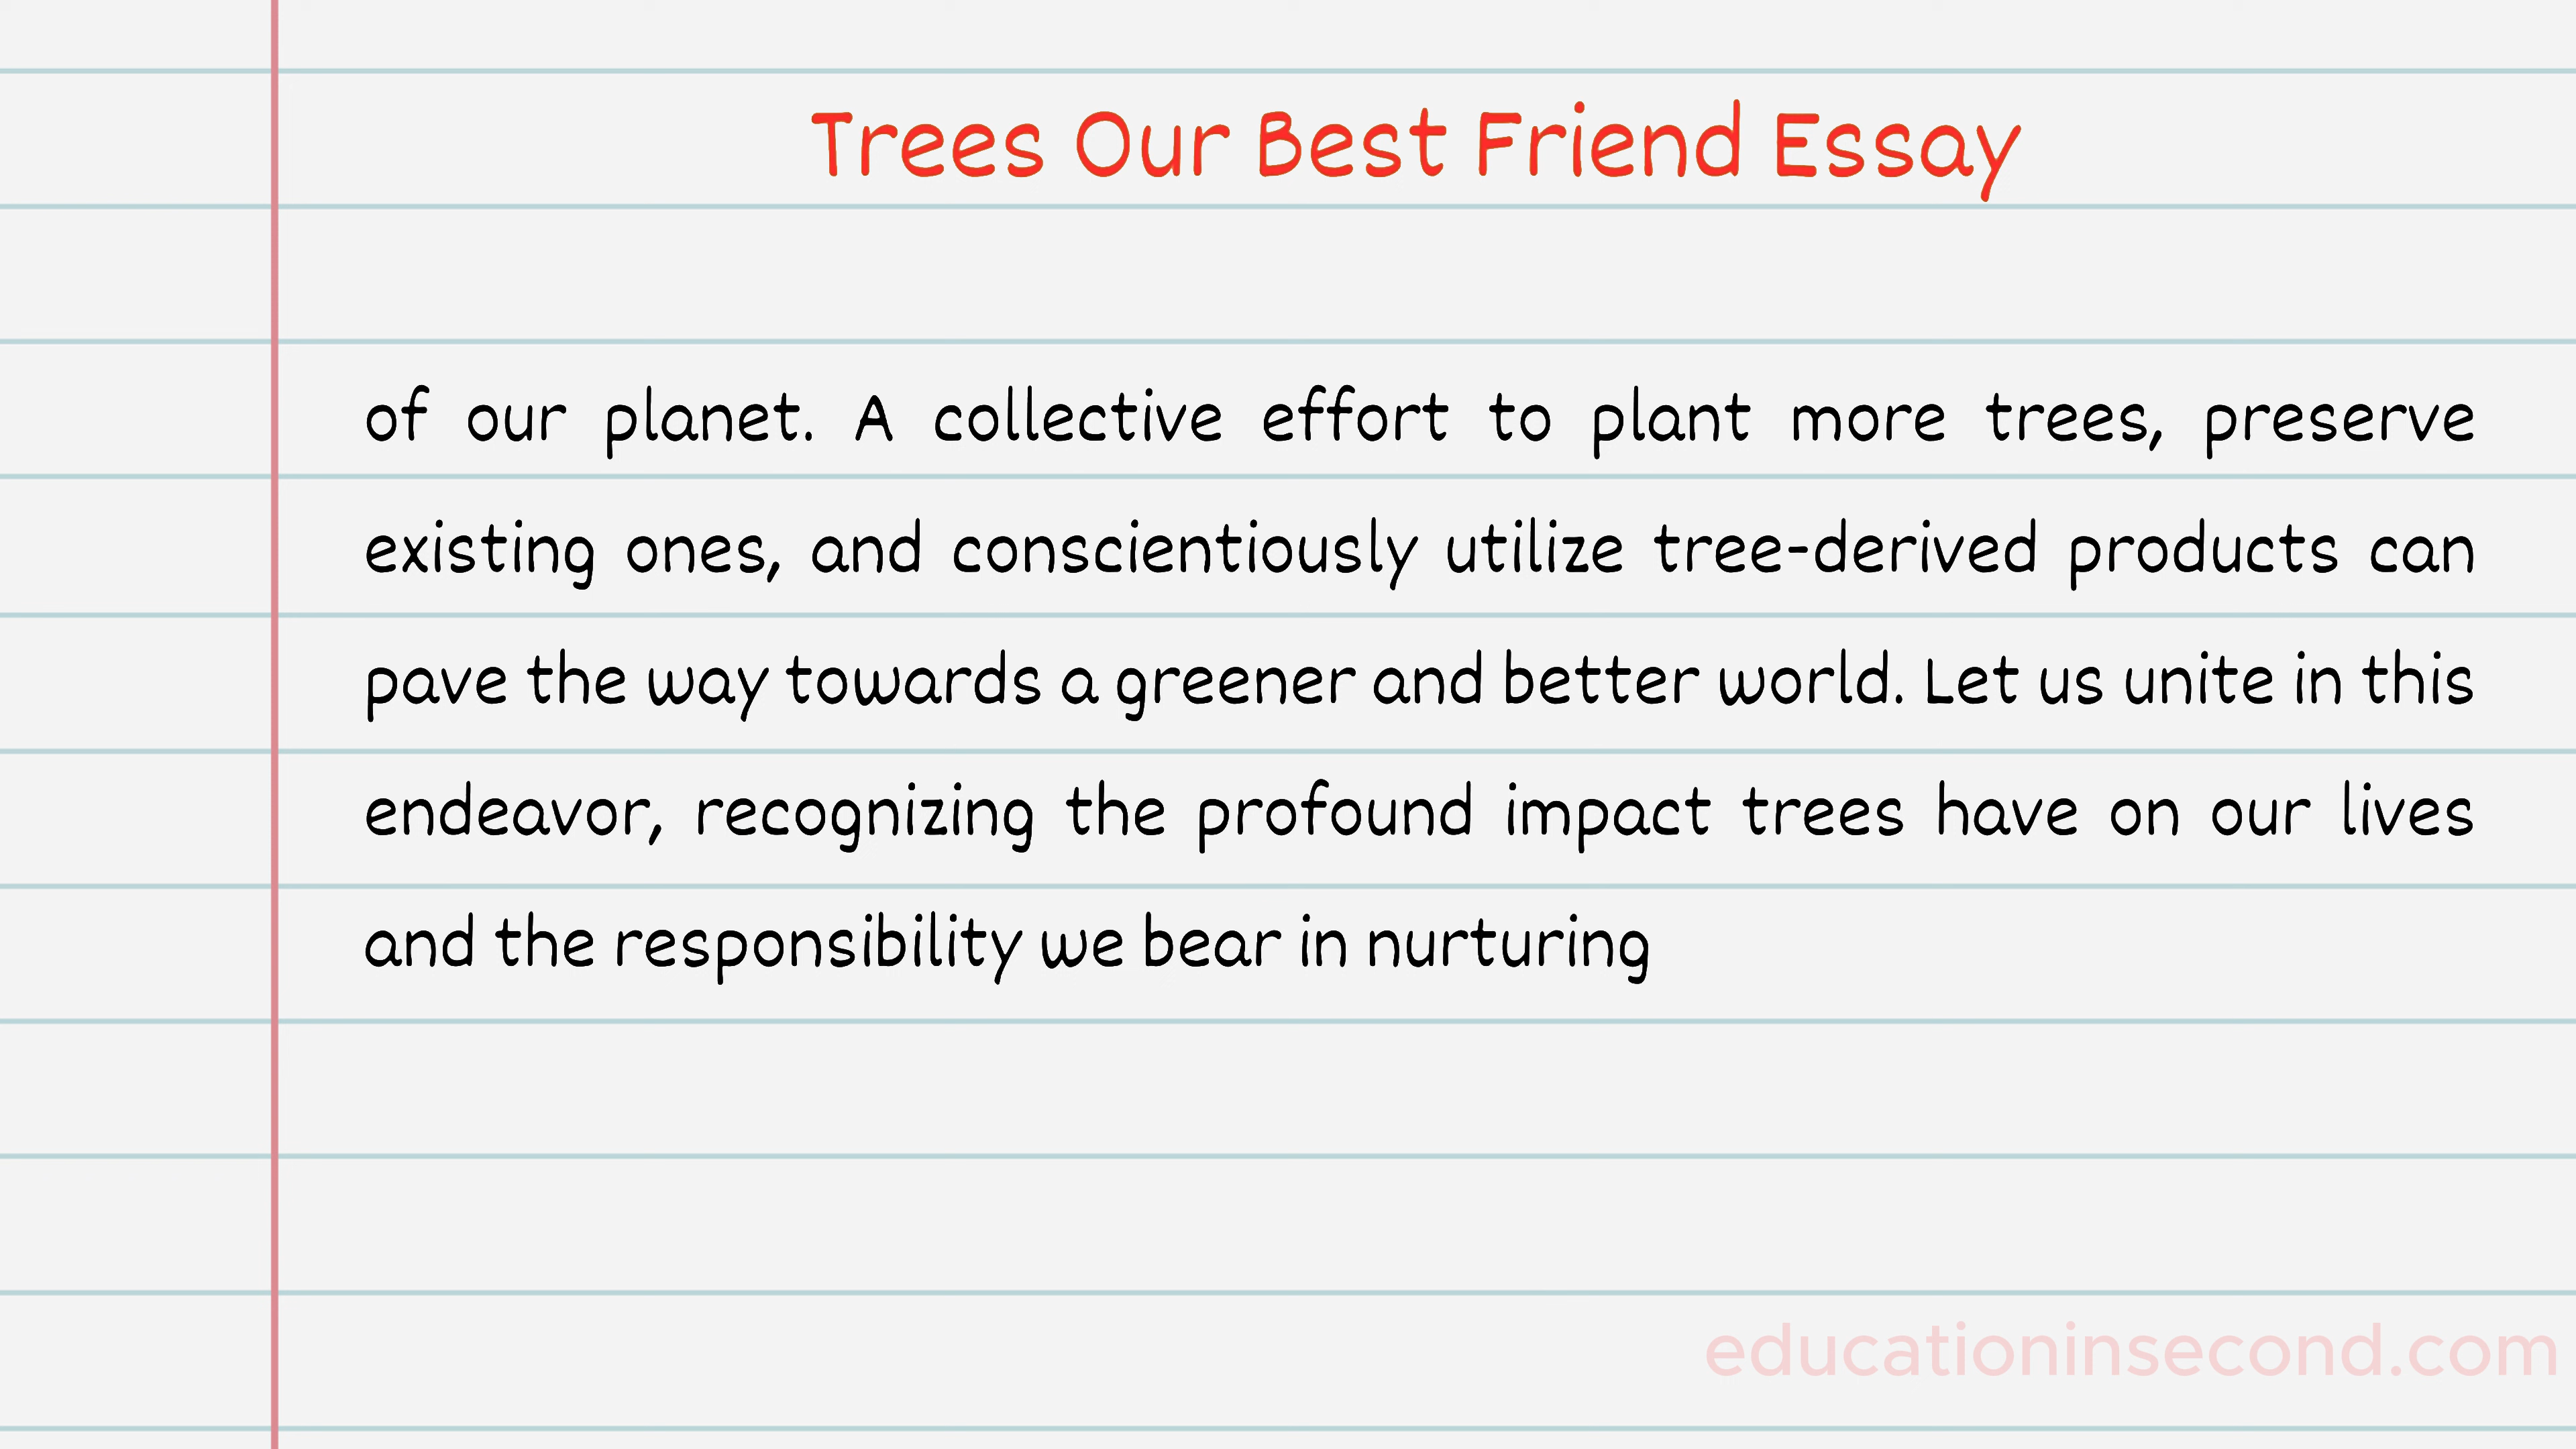 Trees Our Best Friend Essay
of our planet. A collective effort to plant more trees, preserve
existing ones, and conscientiously utilize tree-derived products can
pave the way towards a greener and better world. Let us unite in this
endeavor, recognizing the profound impact trees have on our lives
and the responsibility we bear in nurturing
educationinsecond.com